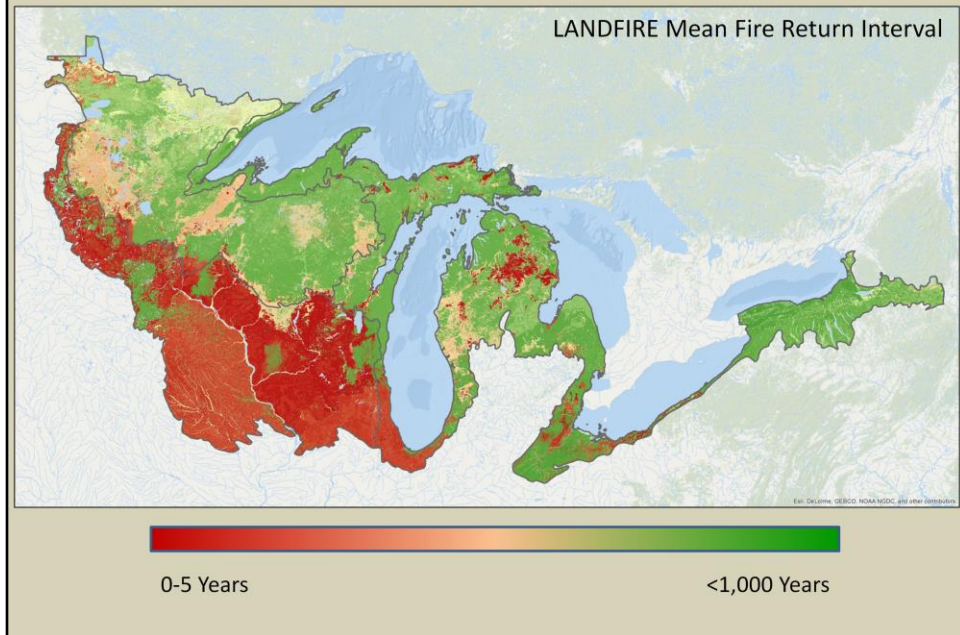 LANDFIRE Mean Fire Return Interval
Esri, DeLorme, GEBCO, NOAA NGDC, and other contributors
0-5 Years
<1,000 Years